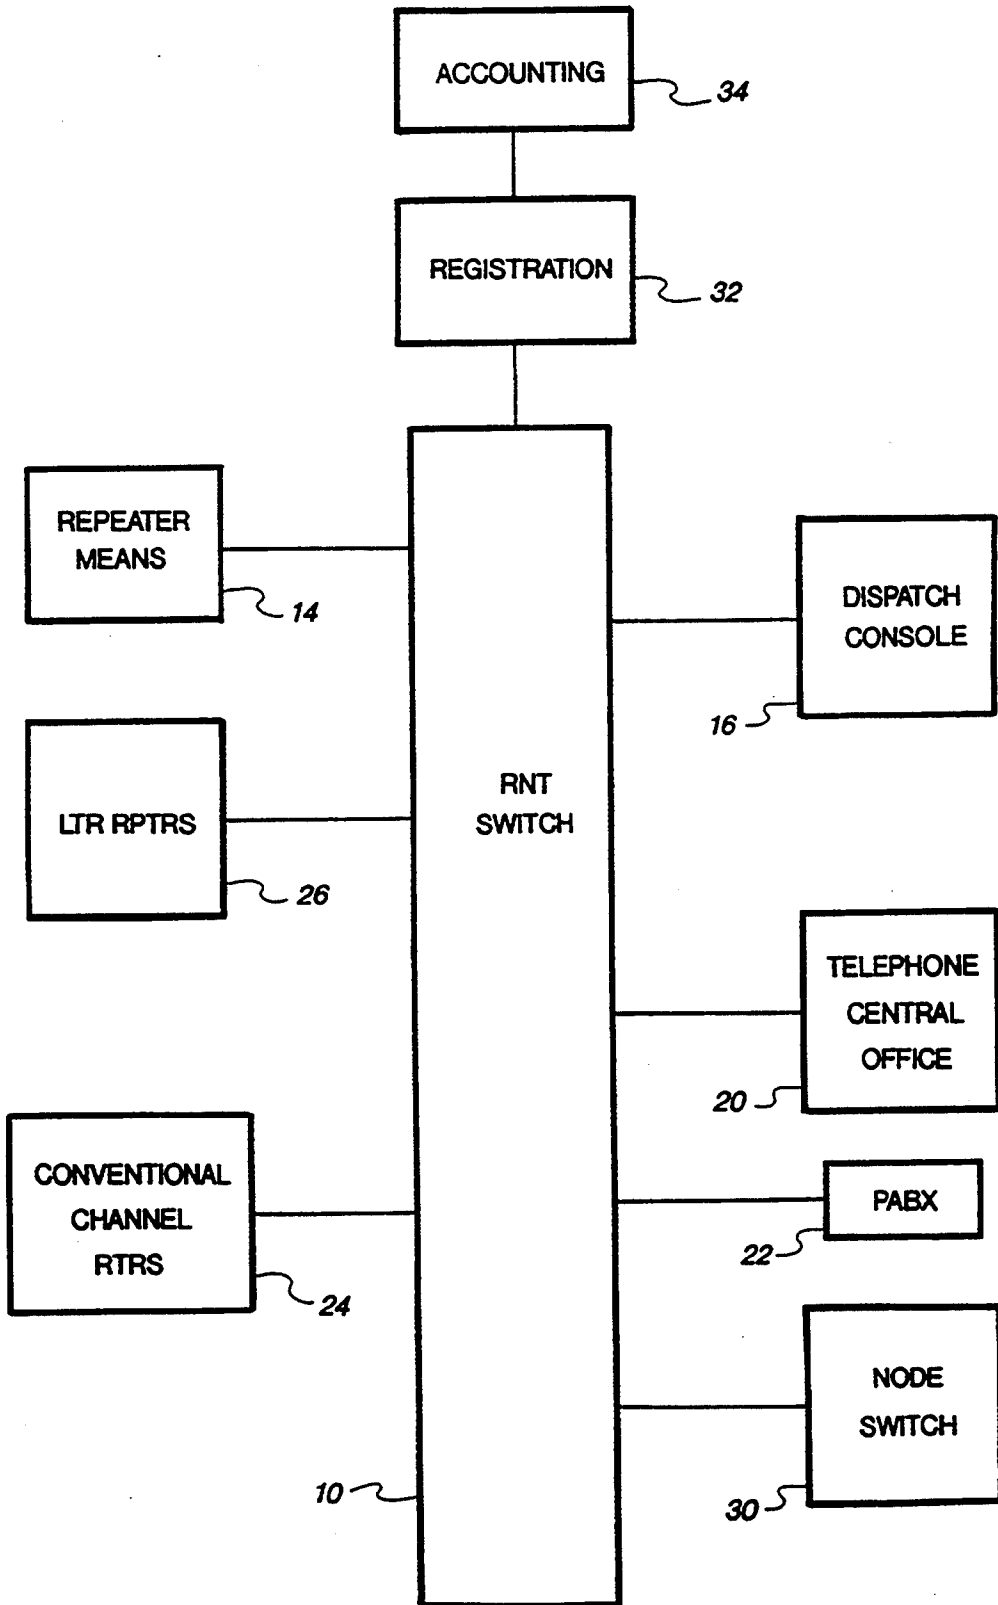 ACCOUNTING
34
REGISTRATION
32
REPEATER
MEANS
14
DISPATCH
CONSOLE
16
RNT
SWITCH
LTR RPTRS
26
TELEPHONE
CENTRAL
OFFICE
20
CONVENTIONAL
CHANNEL
RTRS
24
PABX
22
NODE
SWITCH
30
10